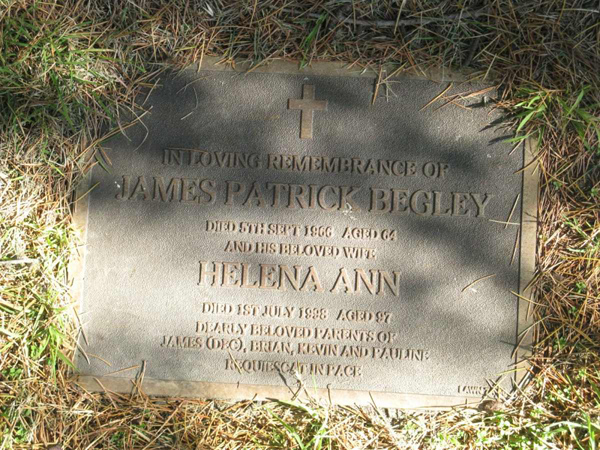 IN LOVING REMEMBRANCE OF
JAMES PATRICK BEGLEY
DIED 5TH SEPT 1966 AGED 64
AND HIS BELOVED WIFE
HELENA ANN
DIED 1ST JULY 1998 AGED 97
DEARLY BELOVED PARENTS OF
JAMES (DEC), BRIAN, KEVIN AND PAULINE
REQUIESCAT IN PACE